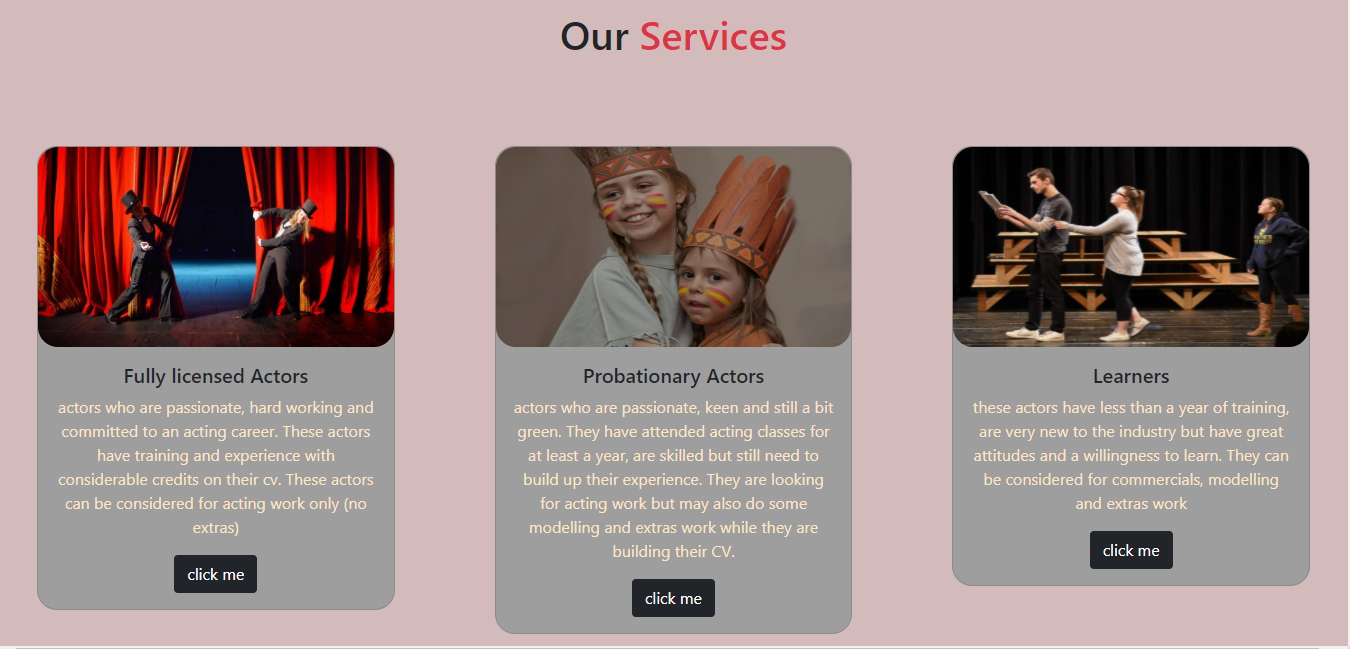 Our Services
Fully licensed Actors
actors who are passionate, hard working and
committed to an acting career. These actors
have training and experience with
considerable credits on their cv. These actors
can be considered for acting work only (no
extras)
click me
Probationary Actors
actors who are passionate, keen and still a bit
green. They have attended acting classes for
at least a year, are skilled but still need to
build up their experience. They are looking
for acting work but may also do some
modelling and extras work while they are
building their CV.
click me
Learners
these actors have less than a year of training,
are very new to the industry but have great
attitudes and a willingness to learn. They can
be considered for commercials, modelling
and extras work
click me